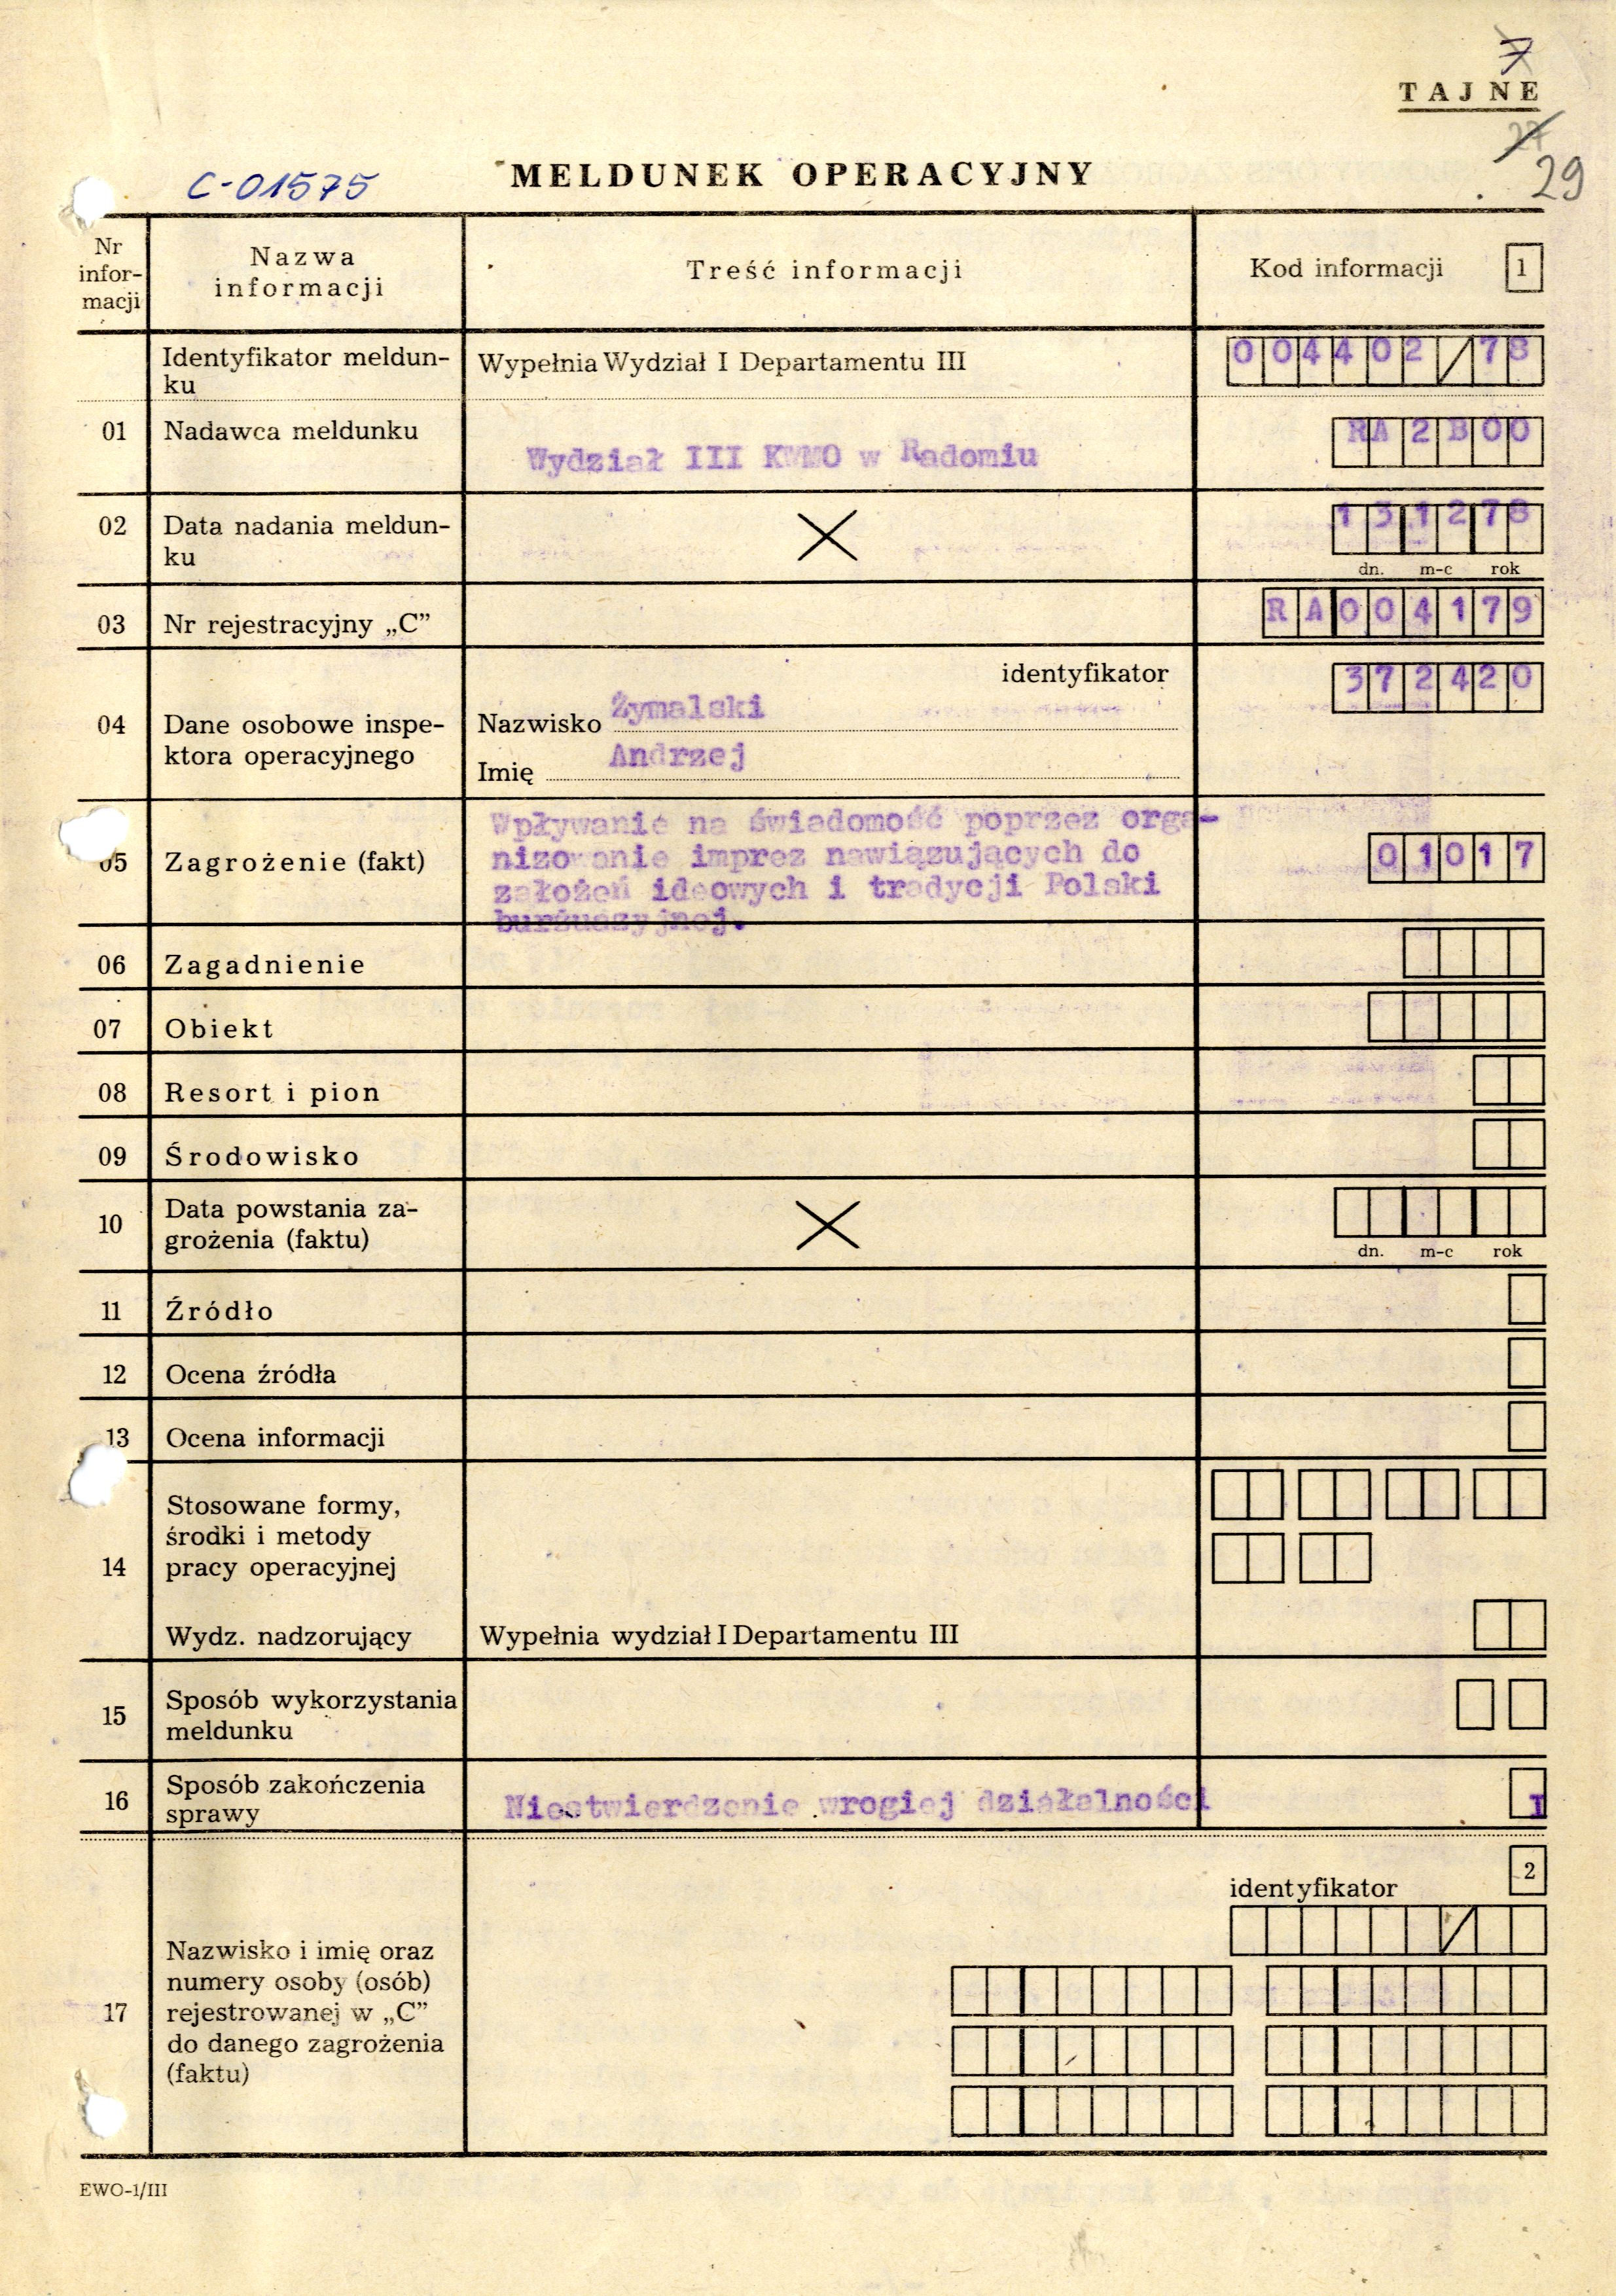 7
TAJNE
27
29
C-01575
MELDUNEK OPERACYJNY
Nr infor-macji
Nazwa informacji
Treść informacji
Kod informacji 1
Identyfikator meldun-
ku
Wypełnia Wydział I Departamentu III
004402/78
01 Nadawca meldunku
Wydział III KWMO w Radomiu
RA2B00
02 Data nadania meldun-
ku
131278
dn. m-c rok
03 Nr rejestracyjny „C”
RA004179
04 Dane osobowe inspe-
ktora operacyjnego
identyfikator 372420
Nazwisko Żymalski
Imię Andrzej
05 Zagrożenie (fakt)
Wpływanie na świadomość poprzez orga-
nizowanie imprez nawiązujących do
założeń ideowych i tradycji Polski
burżuazyjnej.
01017
06 Zagadnienie
07 Obiekt
08 Resort i pion
09 Środowisko
10 Data powstania za-
grożenia (faktu)
dn. m-c rok
11 Źródło
12 Ocena źródła
13 Ocena informacji
14 Stosowane formy,
środki i metody
pracy operacyjnej
Wydz. nadzorujący
Wypełnia wydział I Departamentu III
15 Sposób wykorzystania
meldunku
16 Sposób zakończenia
sprawy
Niestwierdzenie wrogiej działalności
I
2
identyfikator
17 Nazwisko i imię oraz
numery osoby (osób)
rejestrowanej w „C”
do danego zagrożenia
(faktu)
EWO-1/III